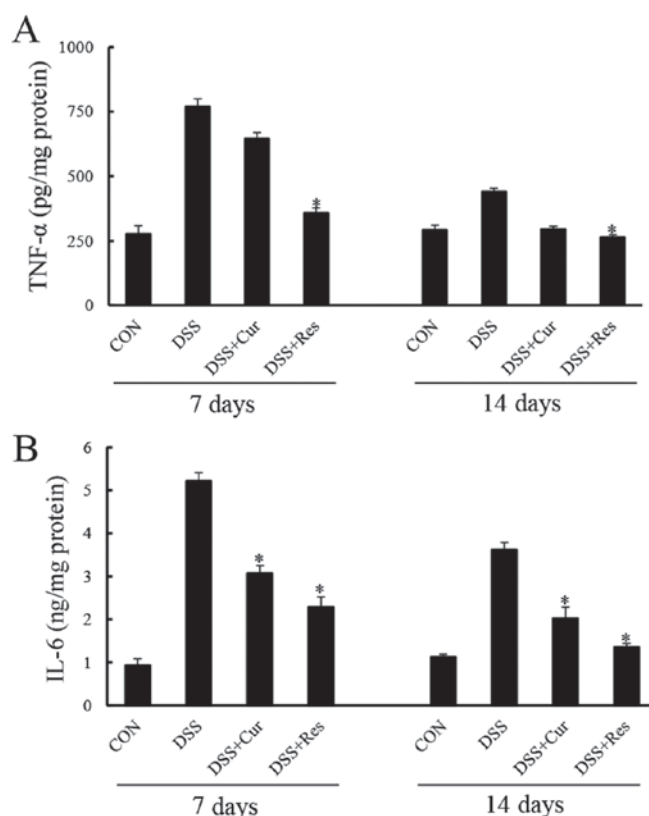 A
TNF-α (pg/mg protein)
1000
750
500
250
0
*
*
CON
DSS
DSS+Cur
DSS+Res
CON
DSS
DSS+Cur
DSS+Res
7 days
14 days
B
IL-6 (ng/mg protein)
6
5
4
3
2
1
0
*
*
*
*
CON
DSS
DSS+Cur
DSS+Res
CON
DSS
DSS+Cur
DSS+Res
7 days
14 days